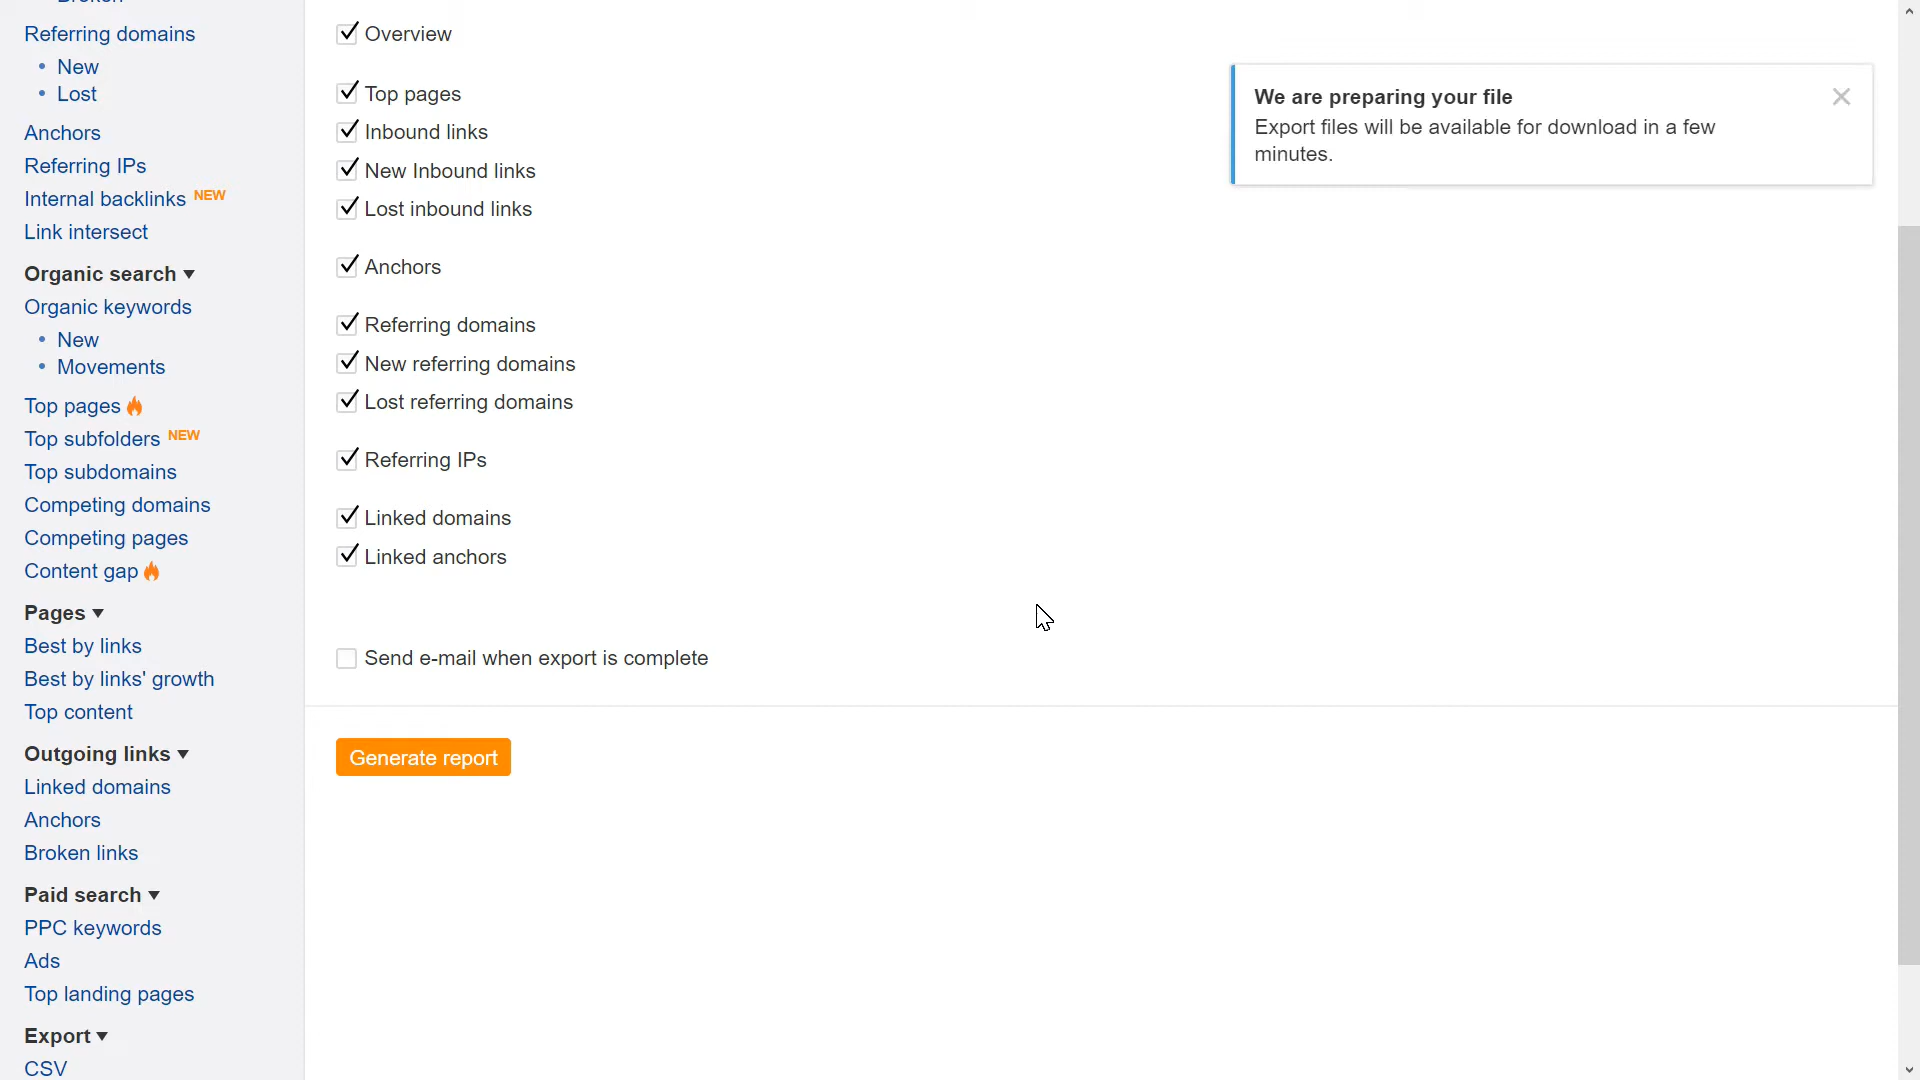 Referring domains
New
Lost
Anchors
Referring IPs
Internal backlinks NEW
Link intersect
Organic search
Organic keywords
New
Movements
Top pages
Top subfolders NEW
Top subdomains
Competing domains
Competing pages
Content gap
Pages
Best by links
Best by links' growth
Top content
Outgoing links
Linked domains
Anchors
Broken links
Paid search
PPC keywords
Ads
Top landing pages
Export
CSV
Overview
Top pages
Inbound links
New Inbound links
Lost inbound links
Anchors
Referring domains
New referring domains
Lost referring domains
Referring IPs
Linked domains
Linked anchors
Send e-mail when export is complete
Generate report
We are preparing your file
Export files will be available for download in a few
minutes.